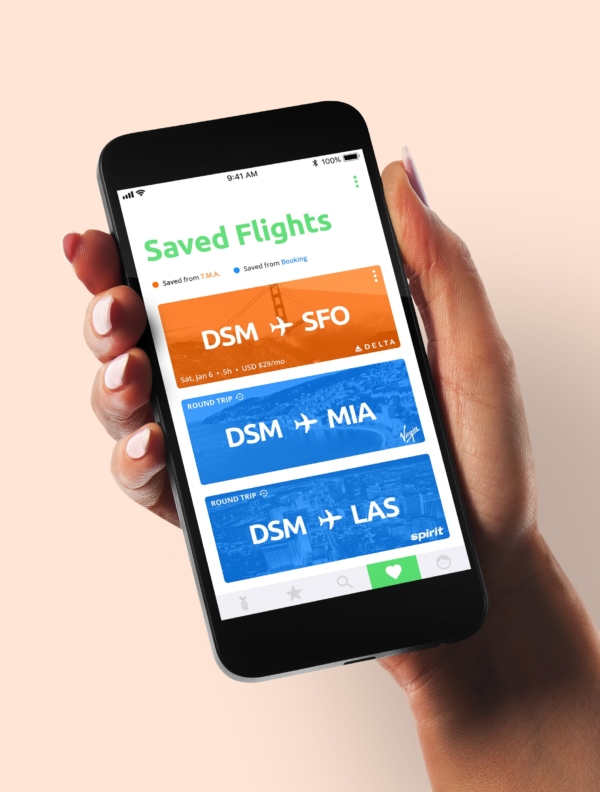 9:41 AM 100%
Saved Flights
Saved from T.M.A. Saved from Booking
DSM SFO
Sat, Jan 6 • 5h • USD $29/mo DELTA
ROUND TRIP
DSM MIA
Virgin
ROUND TRIP
DSM LAS
spirit